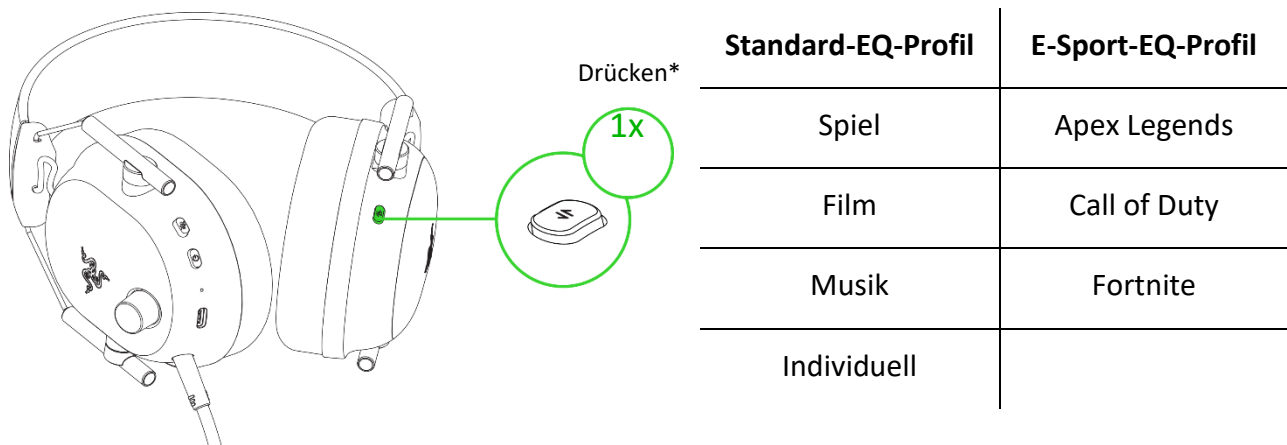 Drücken*
1x
Standard-EQ-Profil E-Sport-EQ-Profil
Spiel Apex Legends
Film Call of Duty
Musik Fortnite
Individuell